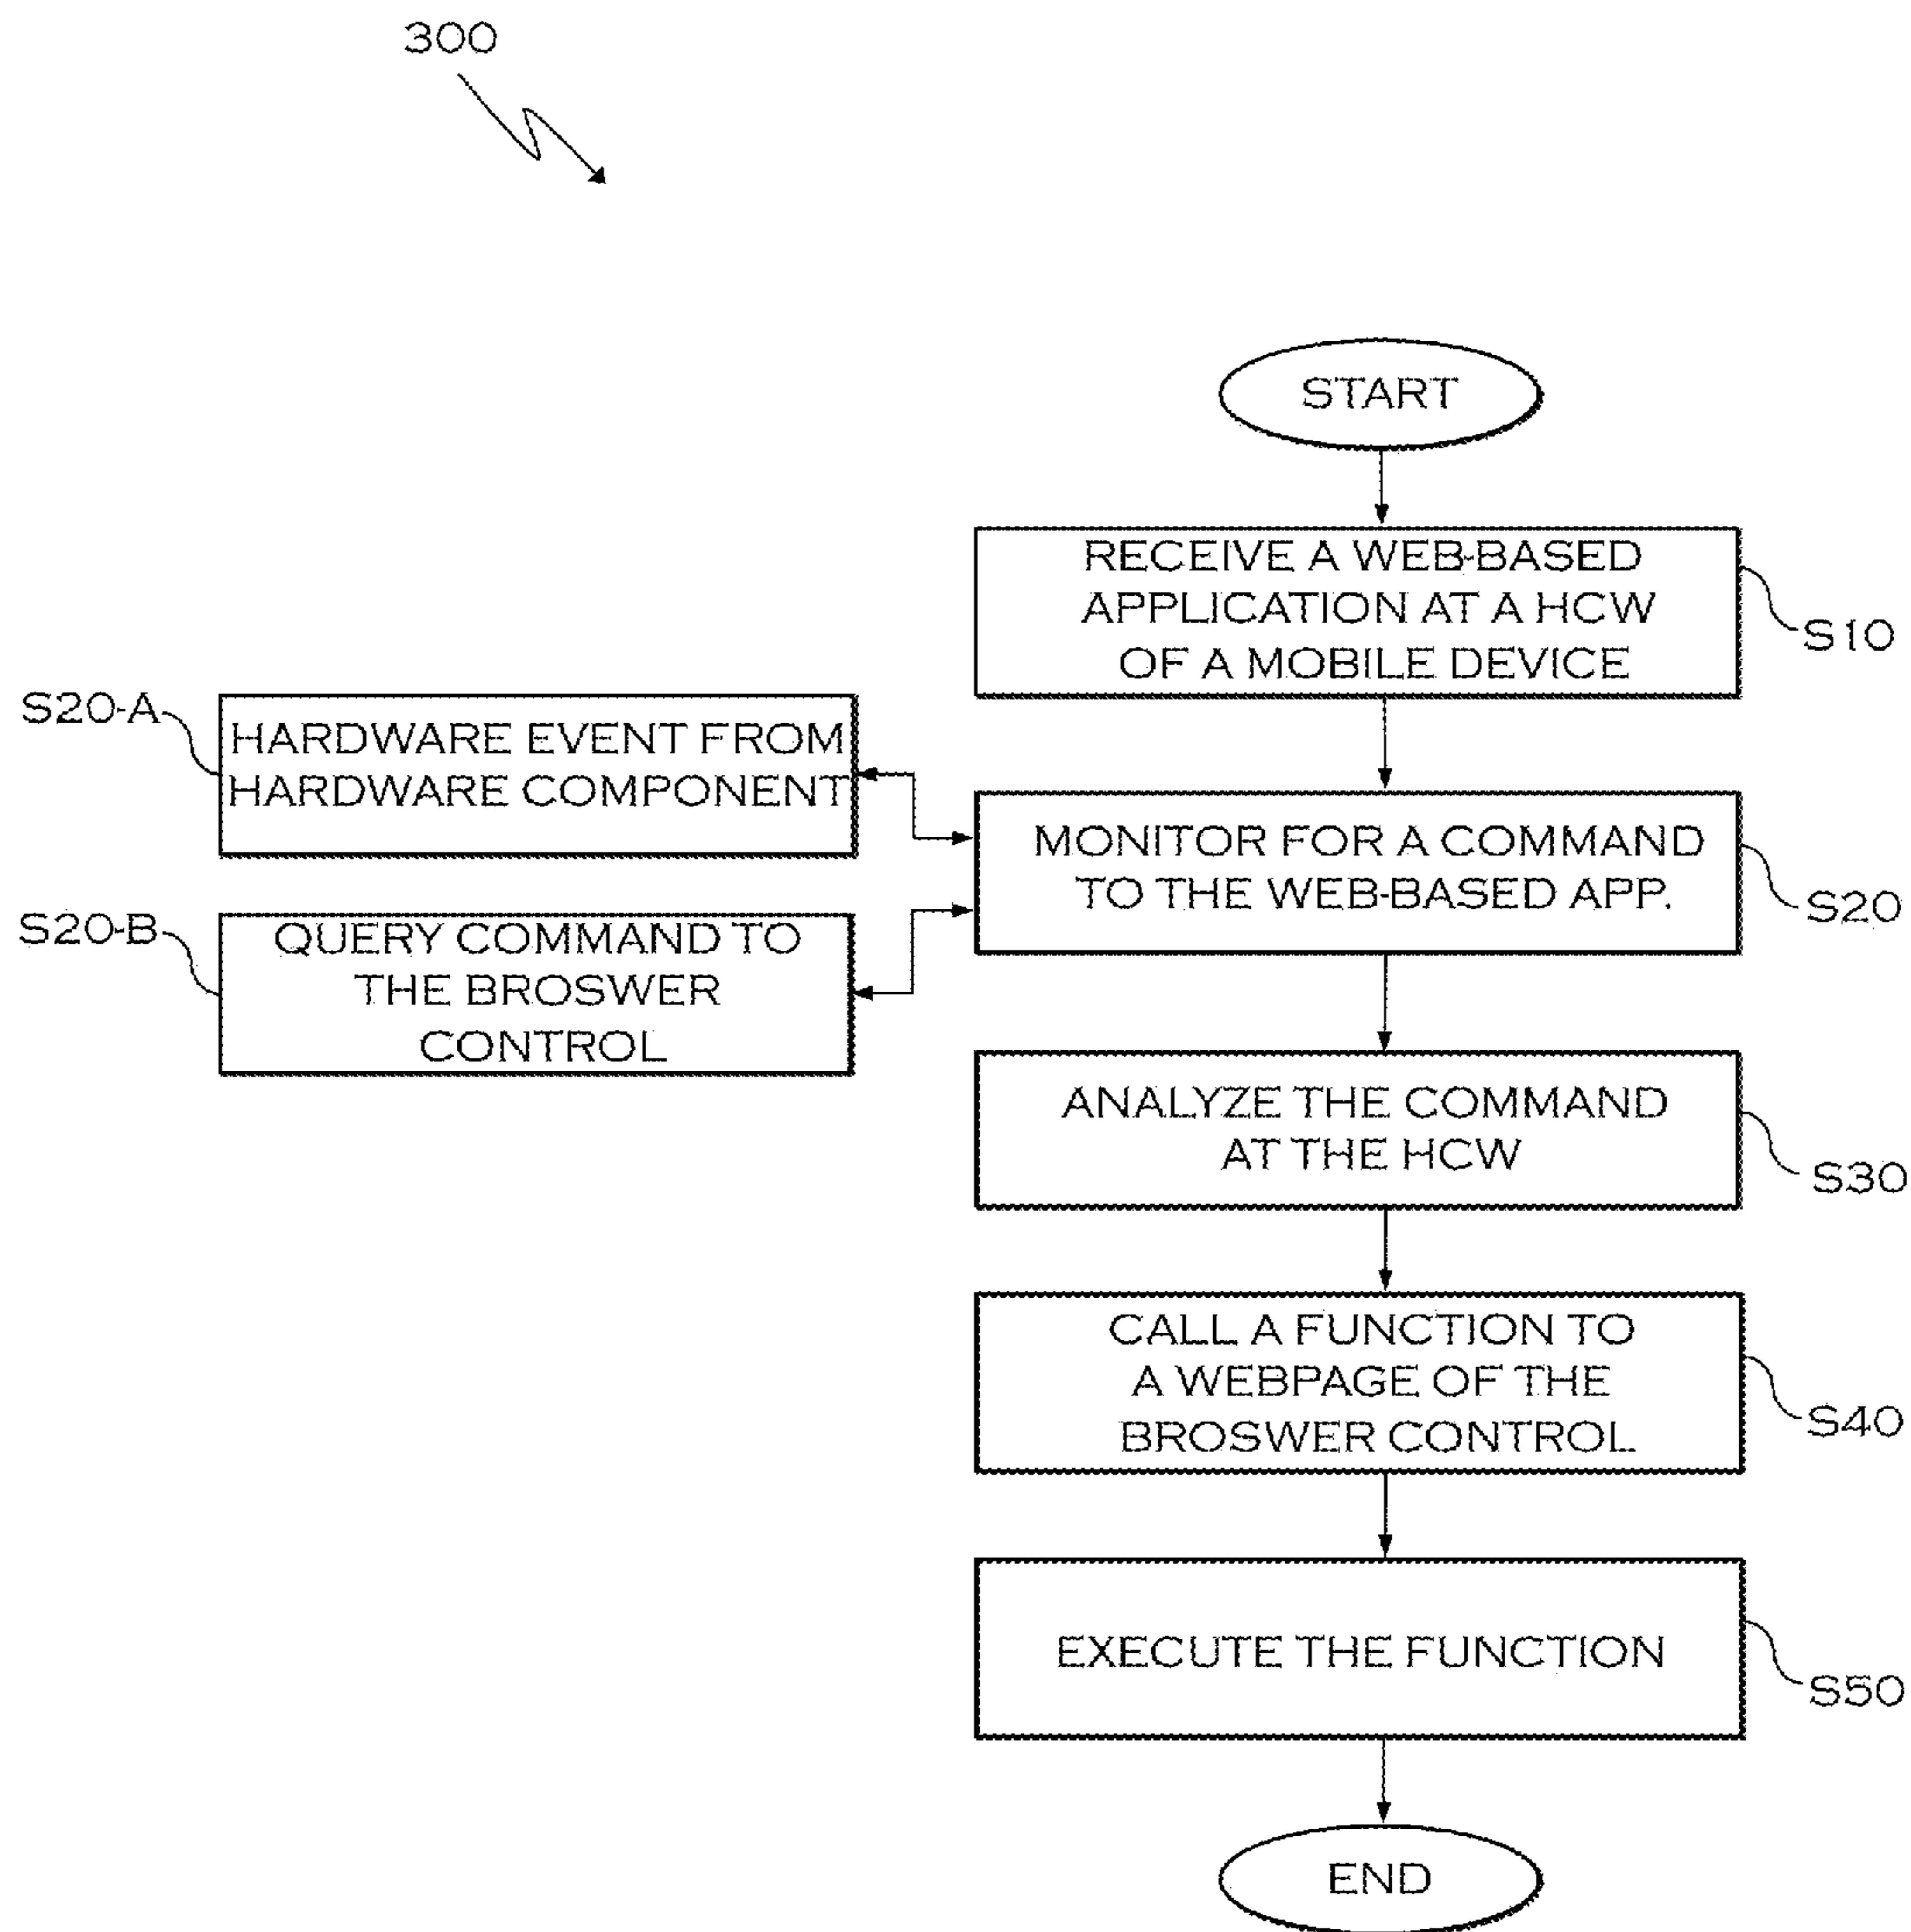 300
START
RECEIVE A WEB-BASED
APPLICATION AT A HCW
OF A MOBILE DEVICE
S10
S20-A
HARDWARE EVENT FROM
HARDWARE COMPONENT
MONITOR FOR A COMMAND
TO THE WEB-BASED APP.
S20
S20-B
QUERY COMMAND TO
THE BROSWER
CONTROL
ANALYZE THE COMMAND
AT THE HCW
S30
CALL A FUNCTION TO
A WEBPAGE OF THE
BROSWER CONTROL
S40
EXECUTE THE FUNCTION
S50
END